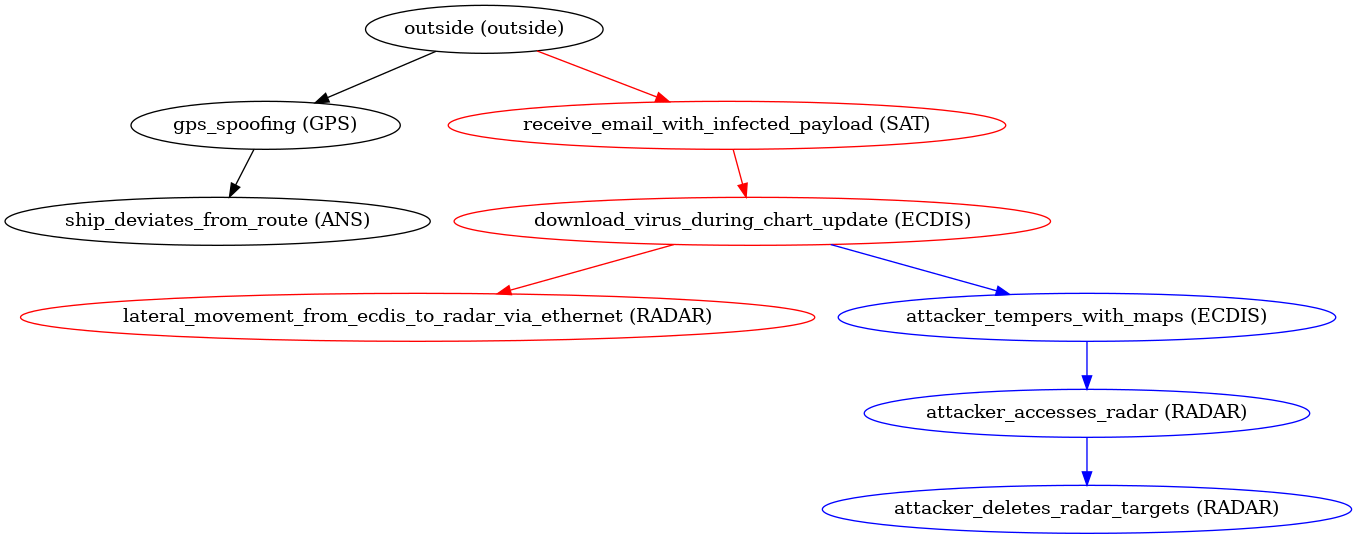 outside (outside)
gps_spoofing (GPS)
receive_email_with_infected_payload (SAT)
ship_deviates_from_route (ANS)
download_virus_during_chart_update (ECDIS)
lateral_movement_from_ecdis_to_radar_via_ethernet (RADAR)
attacker_tempers_with_maps (ECDIS)
attacker_accesses_radar (RADAR)
attacker_deletes_radar_targets (RADAR)